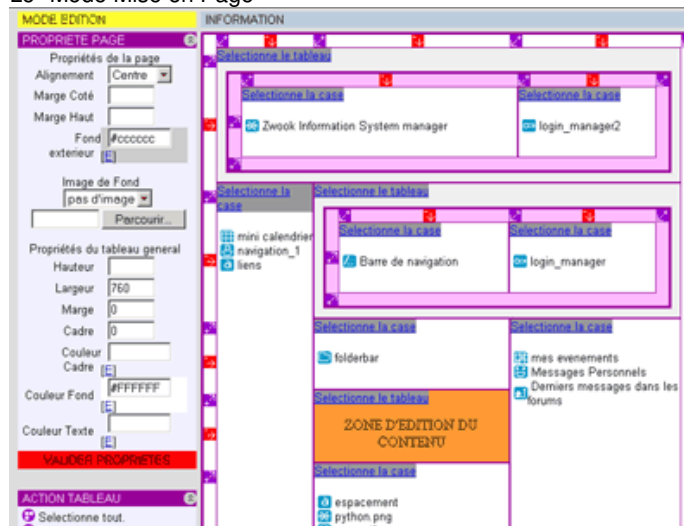 MODE EDITION
INFORMATION
PROPRIETE PAGE
Propriétés de la page
Alignement Centre
Marge Coté
Marge Haut
Fond #cccccc
exterieur [E]
Image de Fond
pas d'image
Parcourir...
Propriétés du tableau general
Hauteur
Largeur 760
Marge 0
Cadre 0
Couleur
Cadre [E]
Couleur Fond #FFFFFF
[E]
Couleur Texte
[E]
VALIDER PROPRIETES
ACTION TABLEAU
Selectionne tout.
Selectionne le tableau
Selectionne la case
Zwook Information System manager
Selectionne la case
login_manager2
Selectionne la
case
mini calendrier
navigation_1
liens
Selectionne le tableau
Selectionne la case
Barre de navigation
Selectionne la case
login_manager
Selectionne la case
folderbar
Selectionne la case
mes evenements
Messages Personnels
Derniers messages dans les
forums
Selectionne le tableau
ZONE D'EDITION DU
CONTENU
Selectionne la case
espacement
python.png